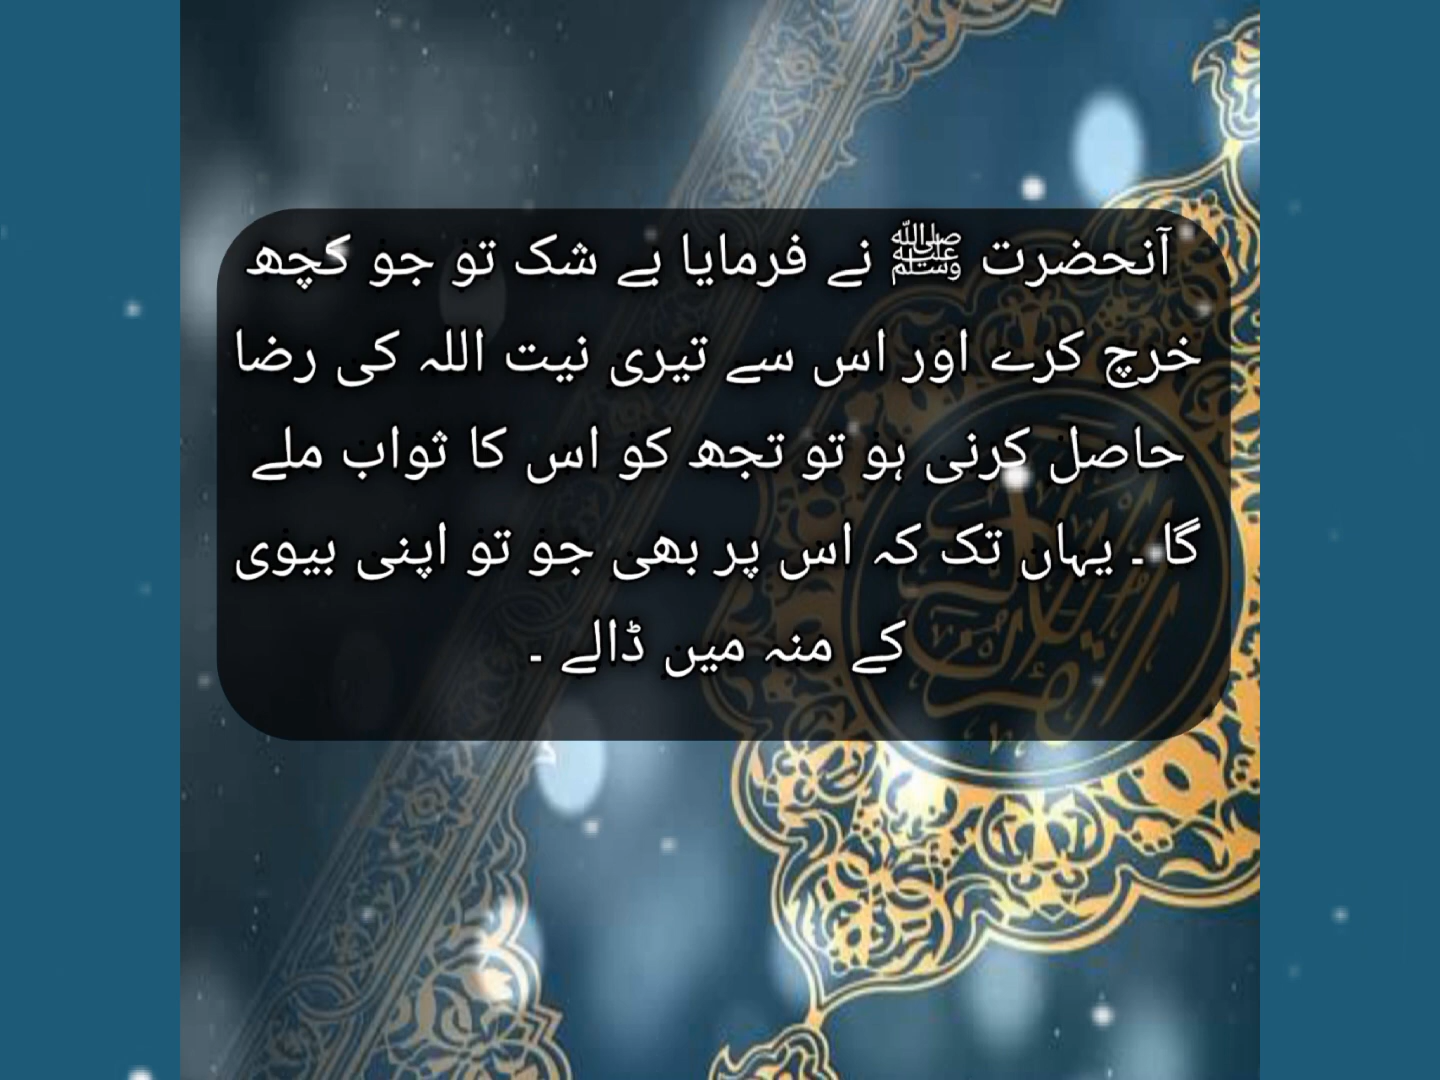 آنحضرت ﷺ نے فرمایا بے شک تو جو کچھ
خرچ کرے اور اس سے تیری نیت اللہ کی رضا
حاصل کرنی ہو تو تجھ کو اس کا ثواب ملے
گا ۔ یہاں تک کہ اس پر بھی جو تو اپنی بیوی
کے منہ میں ڈالے ۔